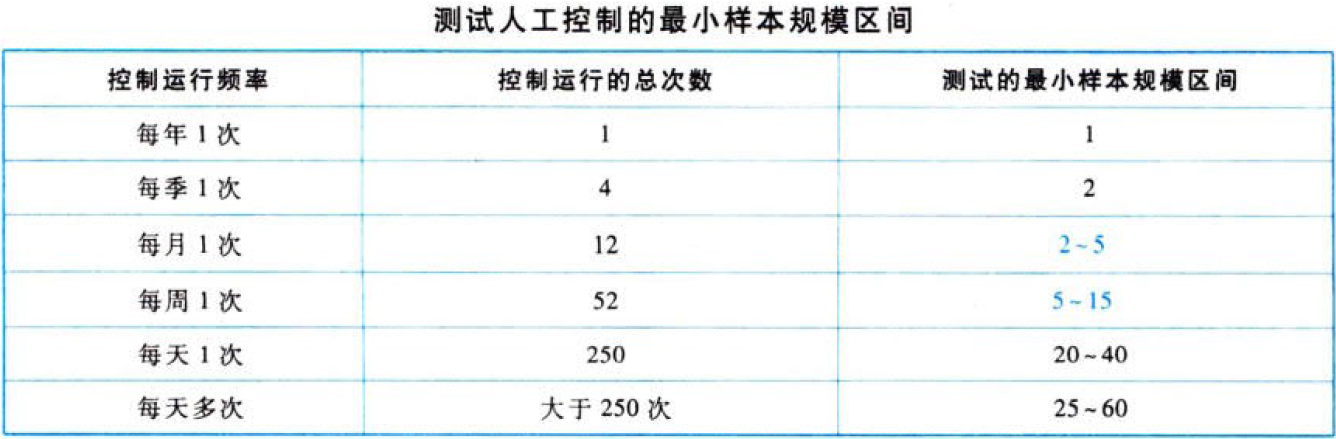 测试人工控制的最小样本规模区间
控制运行频率 控制运行的总次数 测试的最小样本规模区间
每年 1 次 1 1
每季 1 次 4 2
每月 1 次 12 2~5
每周 1 次 52 5~15
每天 1 次 250 20~40
每天多次 大于 250 次 25~60